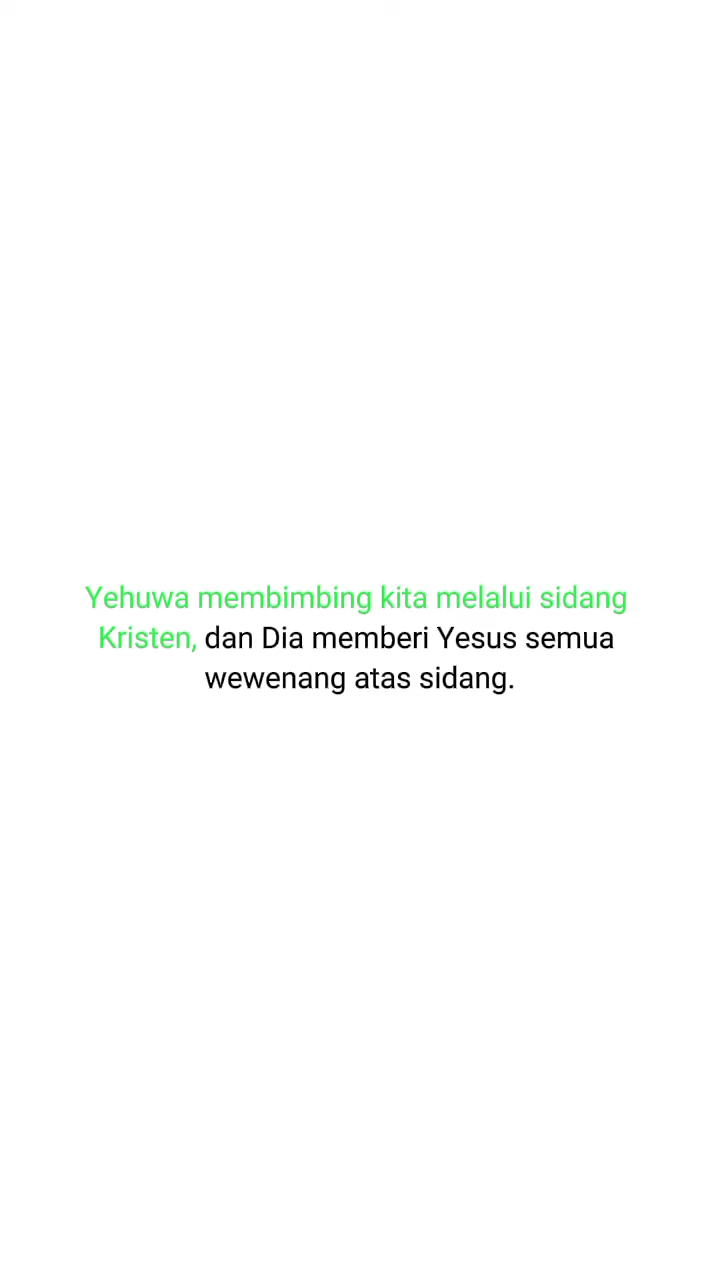 Yehuwa membimbing kita melalui sidang
Kristen, dan Dia memberi Yesus semua
wewenang atas sidang.